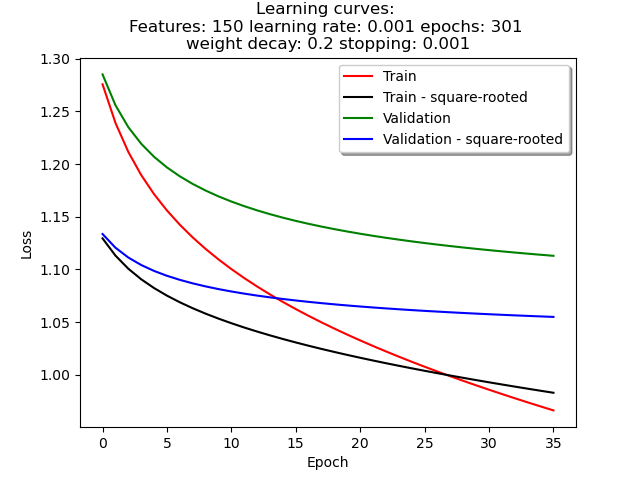 Learning curves:
Features: 150 learning rate: 0.001 epochs: 301
weight decay: 0.2 stopping: 0.001
Train
Train - square-rooted
Validation
Validation - square-rooted
1.30
1.25
1.20
1.15
1.10
1.05
1.00
Loss
0 5 10 15 20 25 30 35
Epoch